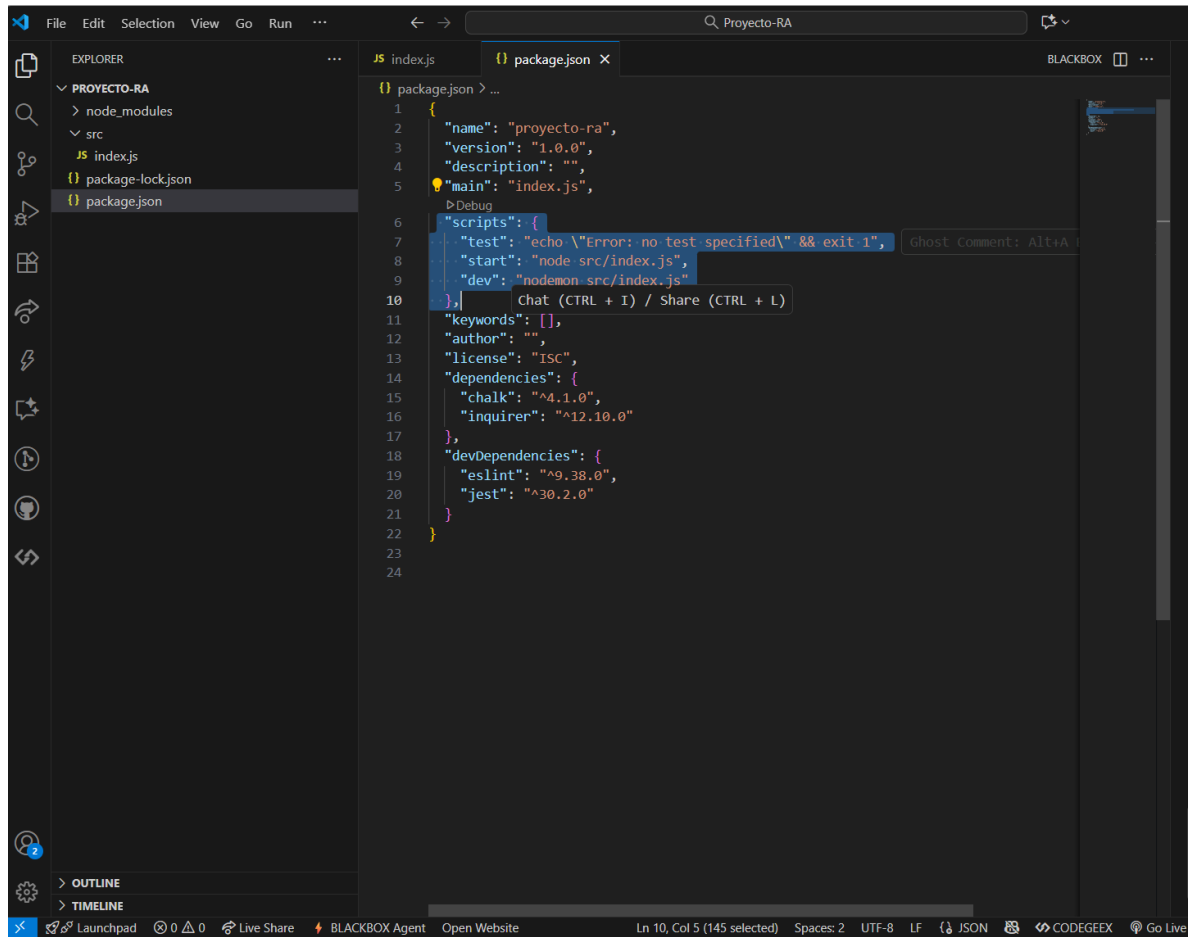 File Edit Selection View Go Run ··· ← → Proyecto-RA
EXPLORER ···
PROYECTO-RA
node_modules
src
JS index.js
{} package-lock.json
{} package.json
JS index.js {} package.json × BLACKBOX ···
{} package.json > ...
1 {
2 "name": "proyecto-ra",
3 "version": "1.0.0",
4 "description": "",
5 "main": "index.js",
Debug
6 "scripts": {
7 "test": "echo \"Error: no test specified\" && exit 1", Ghost Comment: Alt+A
8 "start": "node src/index.js",
9 "dev": "nodemon src/index.js"
10 }, Chat (CTRL + I) / Share (CTRL + L)
11 "keywords": [],
12 "author": "",
13 "license": "ISC",
14 "dependencies": {
15 "chalk": "^4.1.0",
16 "inquirer": "^12.10.0"
17 },
18 "devDependencies": {
19 "eslint": "^9.38.0",
20 "jest": "^30.2.0"
21 }
22 }
23
24
2
OUTLINE
TIMELINE
Launchpad 0 0 Live Share BLACKBOX Agent Open Website Ln 10, Col 5 (145 selected) Spaces: 2 UTF-8 LF {} JSON CODEGEEX Go Live